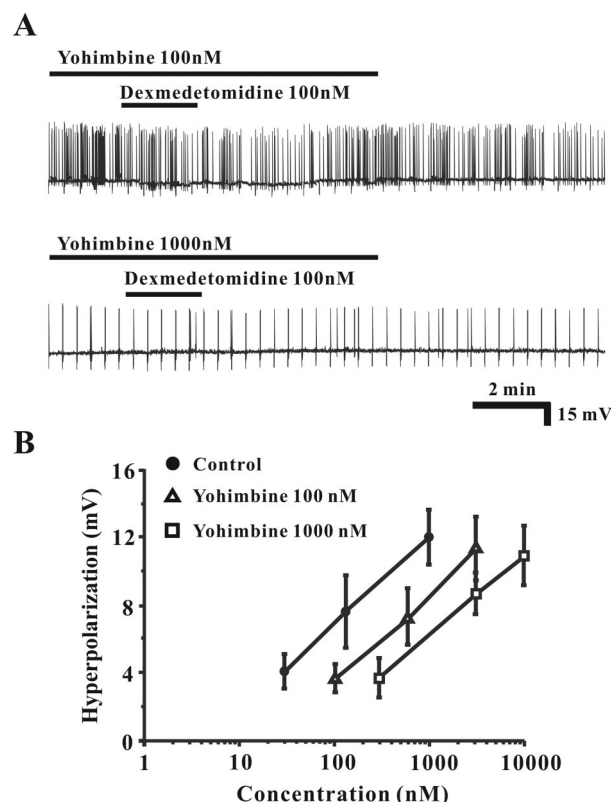 A
Yohimbine 100nM
Dexmedetomidine 100nM
Yohimbine 1000nM
Dexmedetomidine 100nM
2 min
15 mV
B
Control
Yohimbine 100 nM
Yohimbine 1000 nM
Hyperpolarization (mV)
16
12
8
4
0
1
10
100
1000
10000
Concentration (nM)